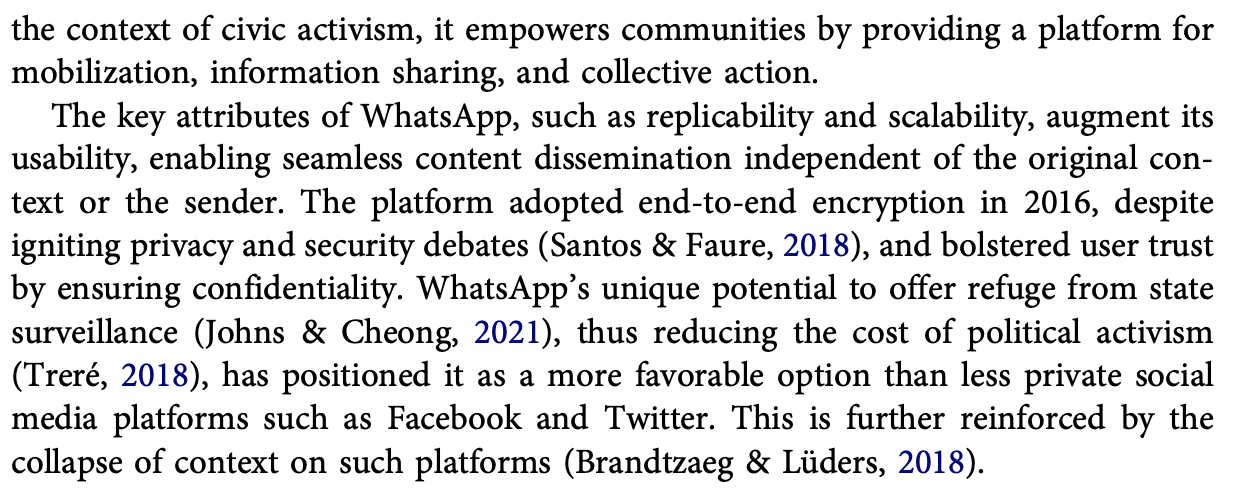 the context of civic activism, it empowers communities by providing a platform for
mobilization, information sharing, and collective action.
The key attributes of WhatsApp, such as replicability and scalability, augment its
usability, enabling seamless content dissemination independent of the original con-
text or the sender. The platform adopted end-to-end encryption in 2016, despite
igniting privacy and security debates (Santos & Faure, 2018), and bolstered user trust
by ensuring confidentiality. WhatsApp’s unique potential to offer refuge from state
surveillance (Johns & Cheong, 2021), thus reducing the cost of political activism
(Treré, 2018), has positioned it as a more favorable option than less private social
media platforms such as Facebook and Twitter. This is further reinforced by the
collapse of context on such platforms (Brandtzaeg & Lüders, 2018).